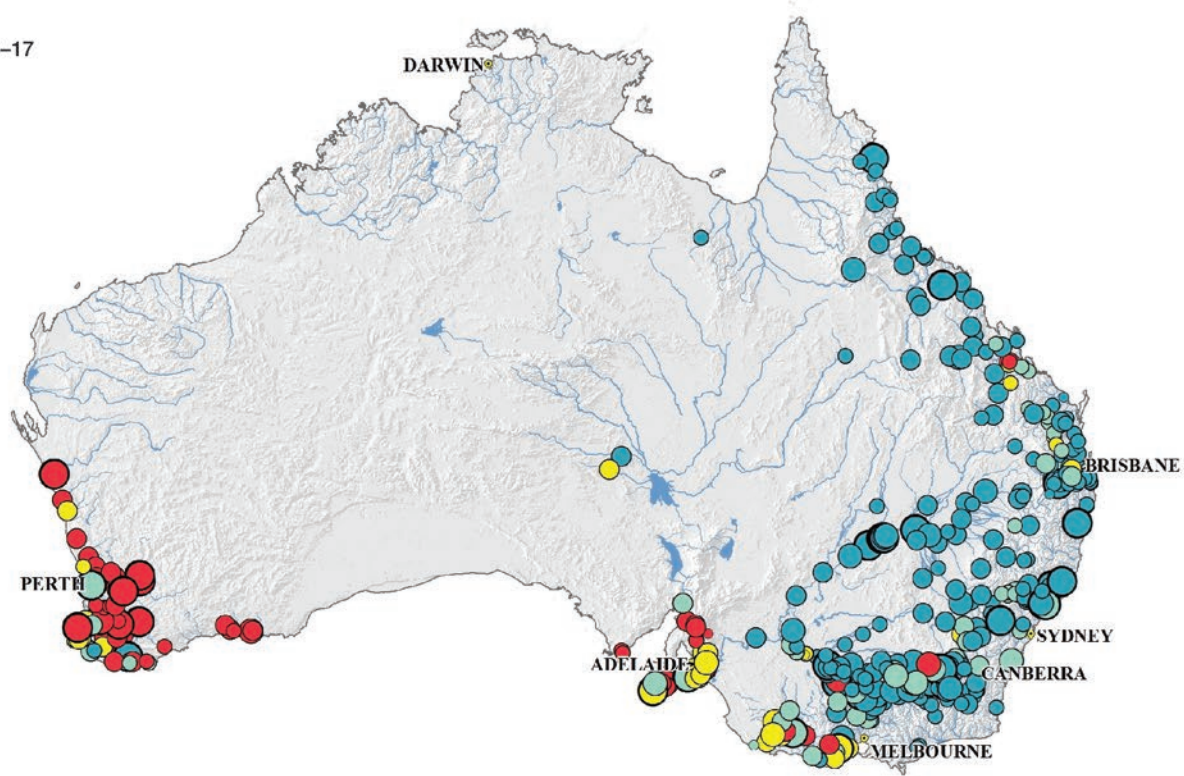 –17
DARWIN
BRISBANE
PERTH
SYDNEY
ADELAIDE
CANBERRA
MELBOURNE